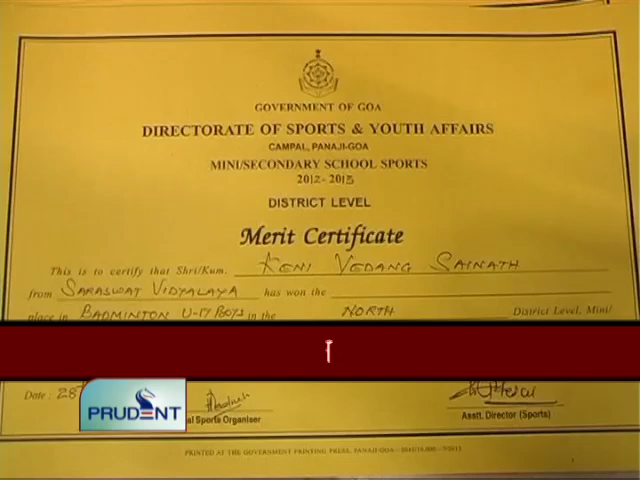 GOVERNMENT OF GOA
DIRECTORATE OF SPORTS & YOUTH AFFAIRS
CAMPAL, PANAJI-GOA
MINI/SECONDARY SCHOOL SPORTS
2012-2013
DISTRICT LEVEL
Merit Certificate
This is to certify that Shri/Kum. KENI VEDANG SAINATH
from SARASWAT VIDYALAYA has won the
place in BADMINTON U-17 BOYS in the NORTH District Level, Mini/
Date: 28
al Sports Organiser
Asstt. Director (Sports)
PRUDENT
PRINTED AT THE GOVERNMENT PRINTING PRESS, PANAJI-GOA